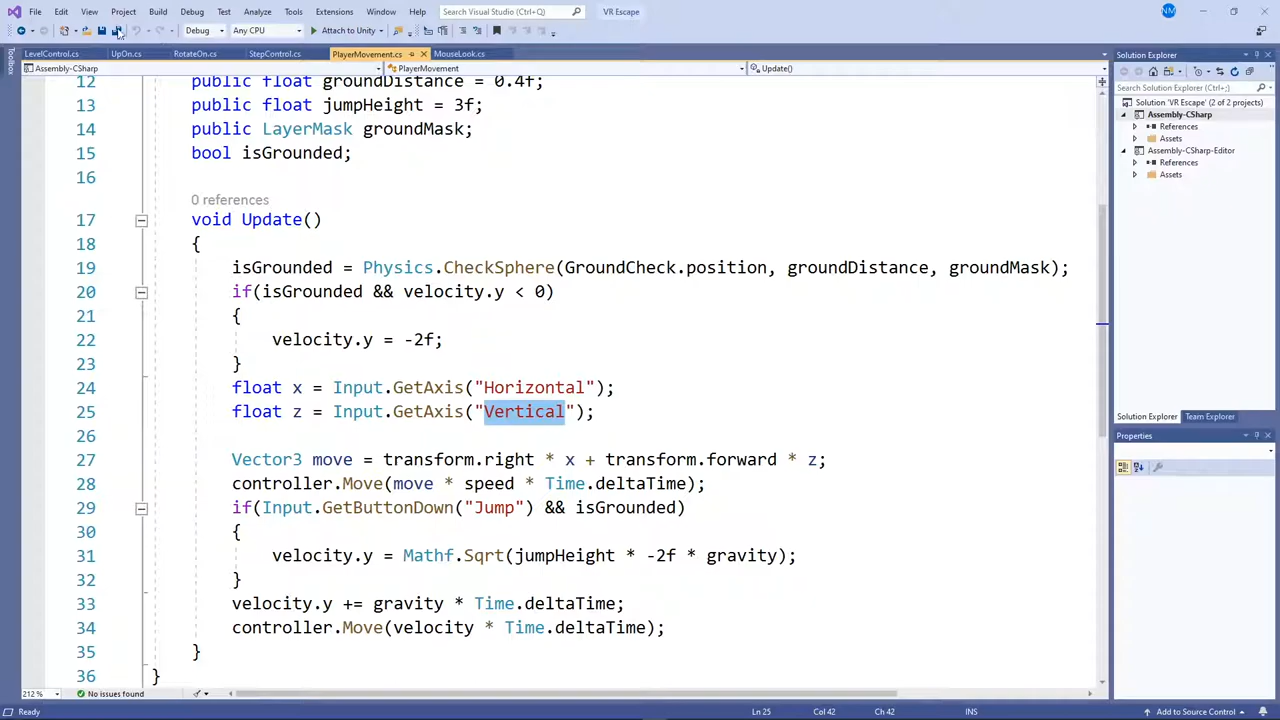 File Edit View Project Build Debug Test Analyze Tools Extensions Window Help Search Visual Studio (Ctrl+Q) VR Escape NM
Debug Any CPU Attach to Unity
LevelControl.cs UpOn.cs RotateOn.cs StepControl.cs PlayerMovement.cs MouseLook.cs
Assembly-CSharp PlayerMovement Update()
Toolbox
12 public float groundDistance = 0.4f;
13 public float jumpHeight = 3f;
14 public LayerMask groundMask;
15 bool isGrounded;
16
0 references
17 void Update()
18 {
19 isGrounded = Physics.CheckSphere(GroundCheck.position, groundDistance, groundMask);
20 if(isGrounded && velocity.y < 0)
21 {
22 velocity.y = -2f;
23 }
24 float x = Input.GetAxis("Horizontal");
25 float z = Input.GetAxis("Vertical");
26
27 Vector3 move = transform.right * x + transform.forward * z;
28 controller.Move(move * speed * Time.deltaTime);
29 if(Input.GetButtonDown("Jump") && isGrounded)
30 {
31 velocity.y = Mathf.Sqrt(jumpHeight * -2f * gravity);
32 }
33 velocity.y += gravity * Time.deltaTime;
34 controller.Move(velocity * Time.deltaTime);
35 }
36 }
212 % No issues found
Solution Explorer
Search Solution Explorer (Ctrl+;)
Solution 'VR Escape' (2 of 2 projects)
Assembly-CSharp
References
Assets
Assembly-CSharp-Editor
References
Assets
Solution Explorer Team Explorer
Properties
Ready Ln 25 Col 42 Ch 42 INS Add to Source Control